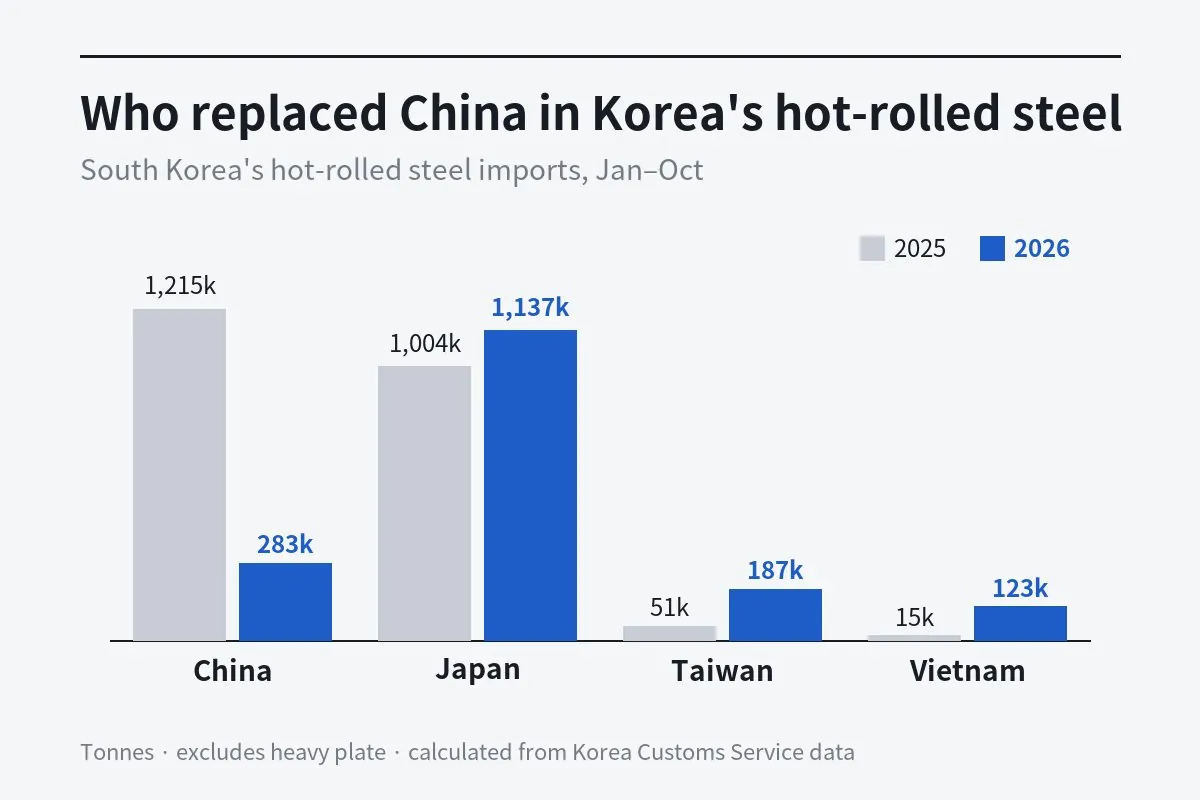 Who replaced China in Korea's hot-rolled steel
South Korea's hot-rolled steel imports, Jan–Oct
2025 2026
1,215k
283k
1,004k
1,137k
51k
187k
15k
123k
China Japan Taiwan Vietnam
Tonnes · excludes heavy plate · calculated from Korea Customs Service data